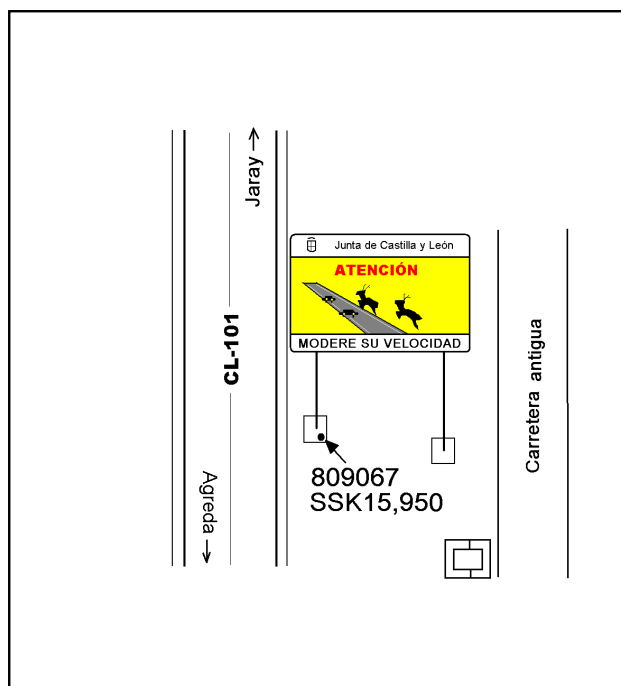 Jaray →
Junta de Castilla y León
ATENCIÓN
MODERE SU VELOCIDAD
CL-101
Carretera antigua
Agreda →
809067
SSK15,950